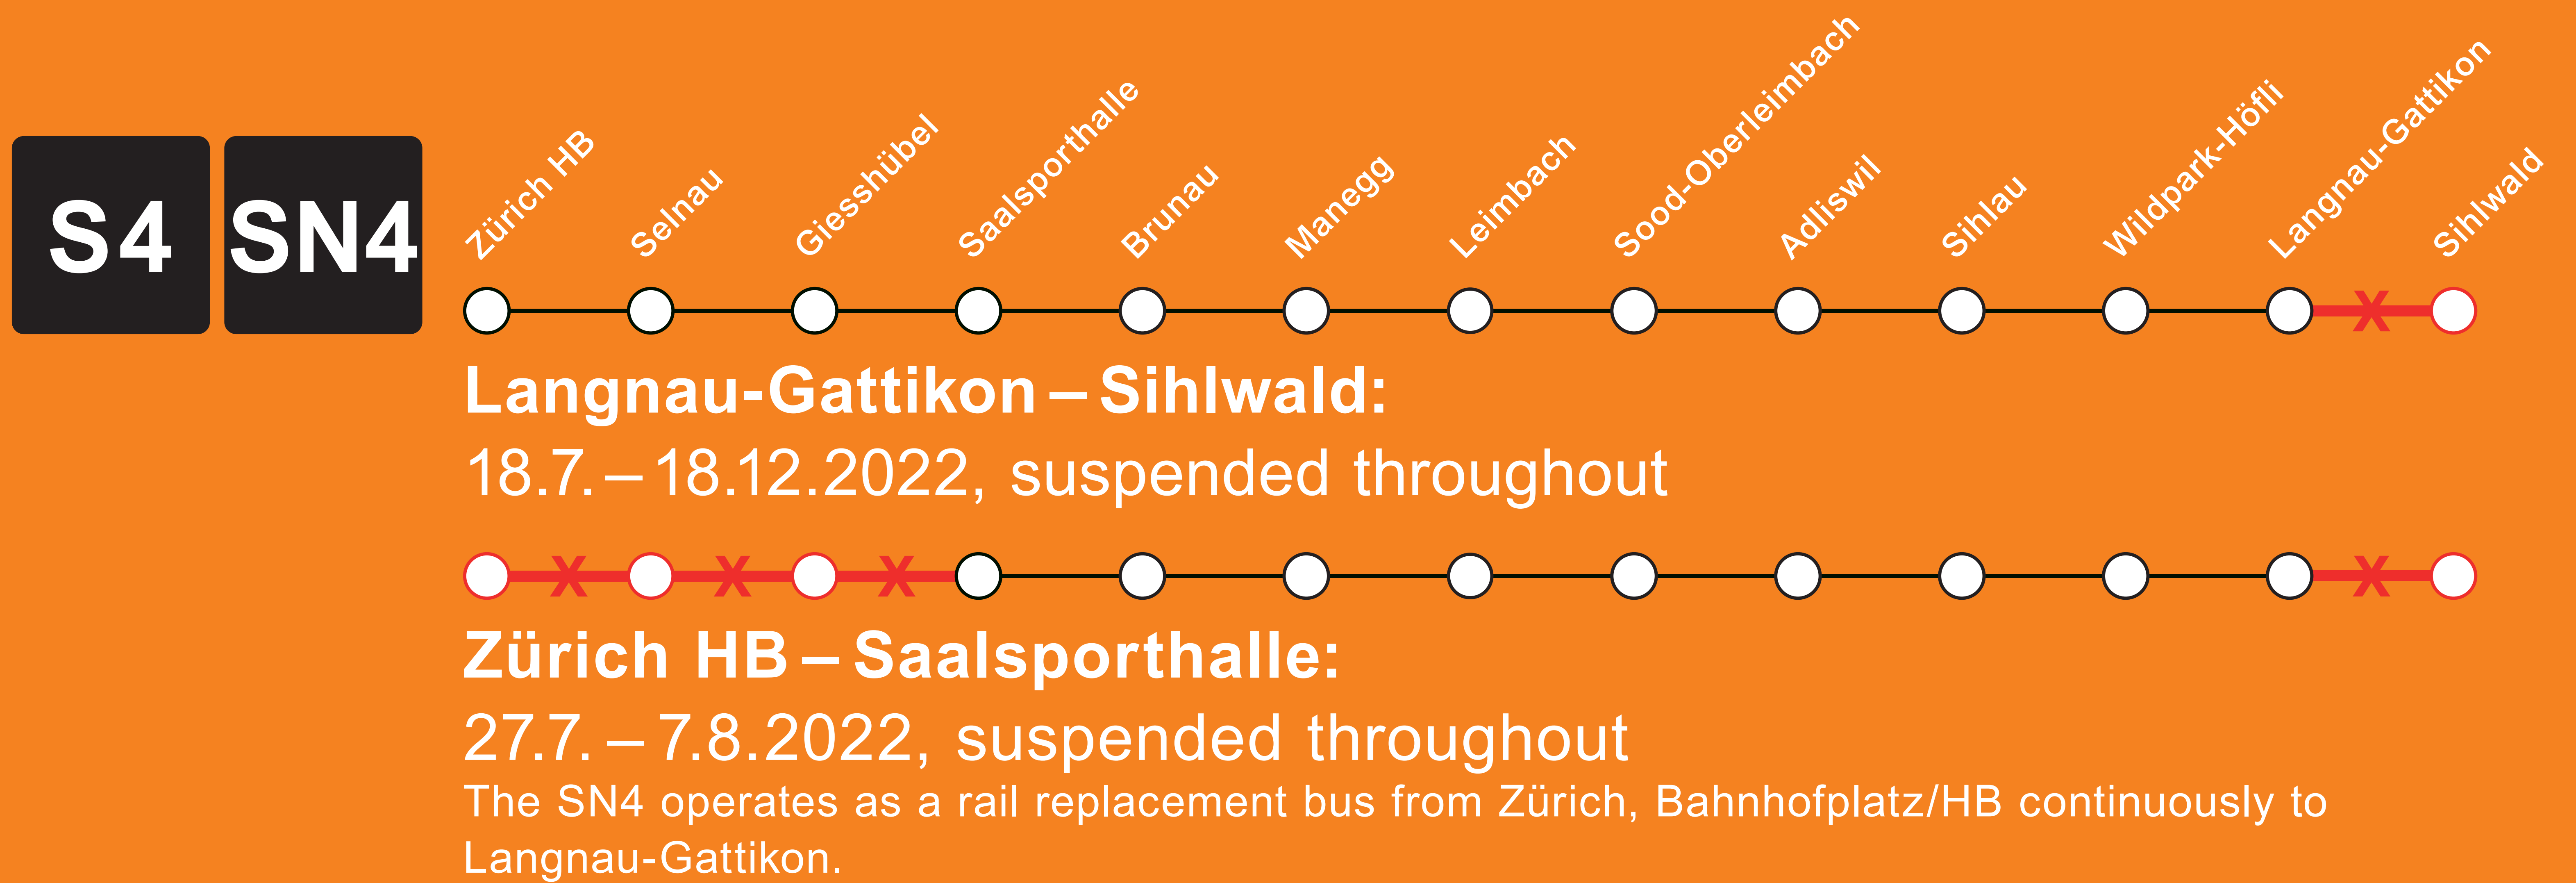 S4
SN4
Zürich HB
Selnau
Giesshübel
Saalsporthalle
Brunau
Manegg
Leimbach
Sood-Oberleimbach
Adliswil
Sihlau
Wildpark-Höfli
Langnau-Gattikon
Sihlwald
X
Langnau-Gattikon – Sihlwald:
18.7. – 18.12.2022, suspended throughout
X X X X
Zürich HB – Saalsporthalle:
27.7. – 7.8.2022, suspended throughout
The SN4 operates as a rail replacement bus from Zürich, Bahnhofplatz/HB continuously to
Langnau-Gattikon.